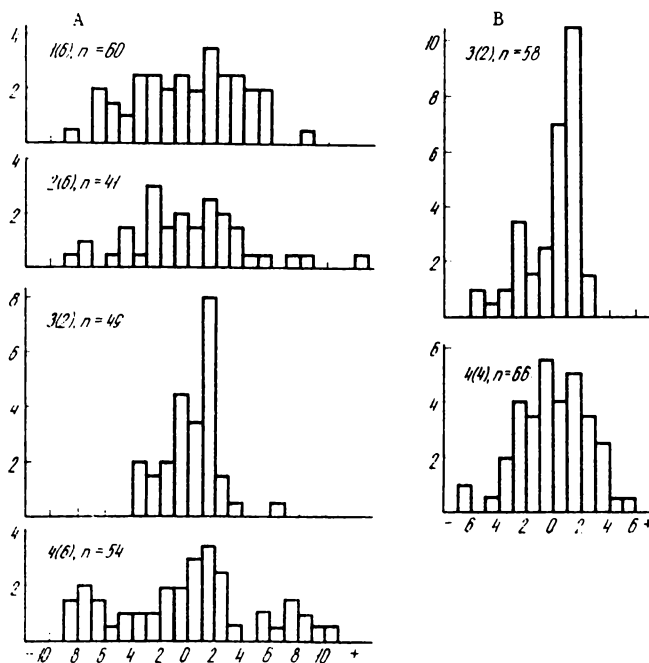 A
4
1(6), n = 60
2
4
2(6), n = 41
2
8
3(2), n = 49
6
4
2
4
4(6), n = 54
2
- 10 8 6 4 2 0 2 4 6 8 10 +
B
10
3(2), n = 58
8
6
4
2
6
4(4), n = 66
4
2
- 6 4 2 0 2 4 6 +